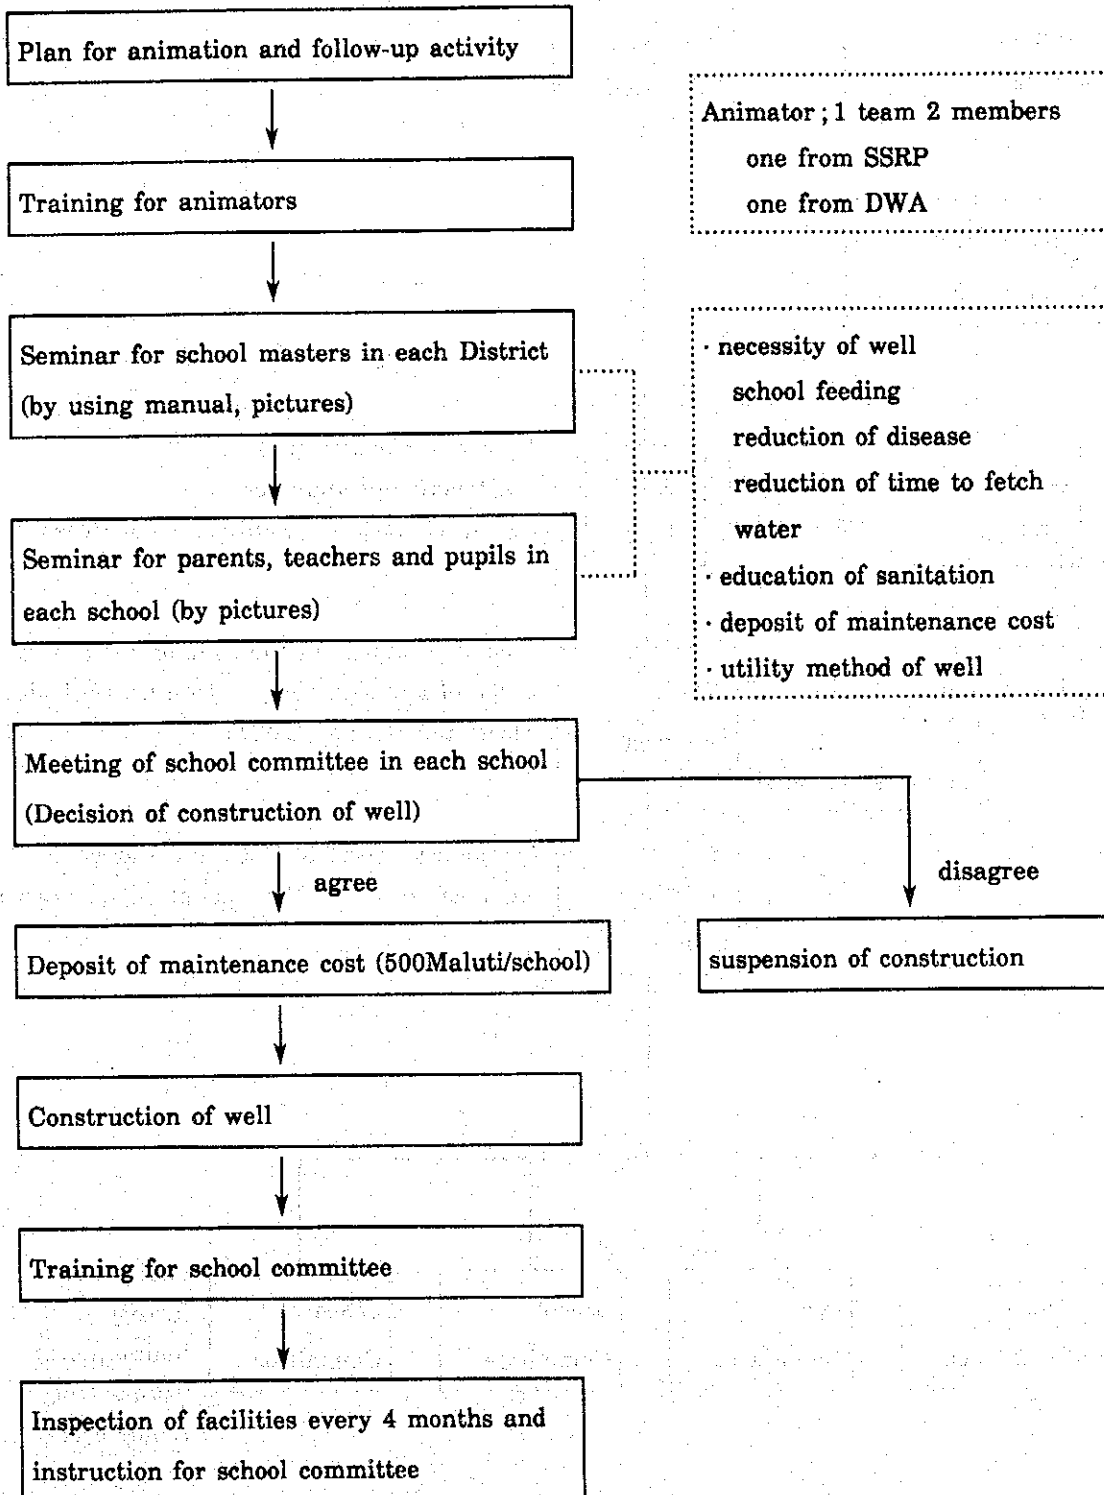 Plan for animation and follow-up activity
Animator ; 1 team 2 members
one from SSRP
one from DWA
Training for animators
Seminar for school masters in each District
(by using manual, pictures)
· necessity of well
school feeding
reduction of disease
reduction of time to fetch
water
· education of sanitation
· deposit of maintenance cost
· utility method of well
Seminar for parents, teachers and pupils in
each school (by pictures)
Meeting of school committee in each school
(Decision of construction of well)
agree
disagree
Deposit of maintenance cost (500Maluti/school)
suspension of construction
Construction of well
Training for school committee
Inspection of facilities every 4 months and
instruction for school committee